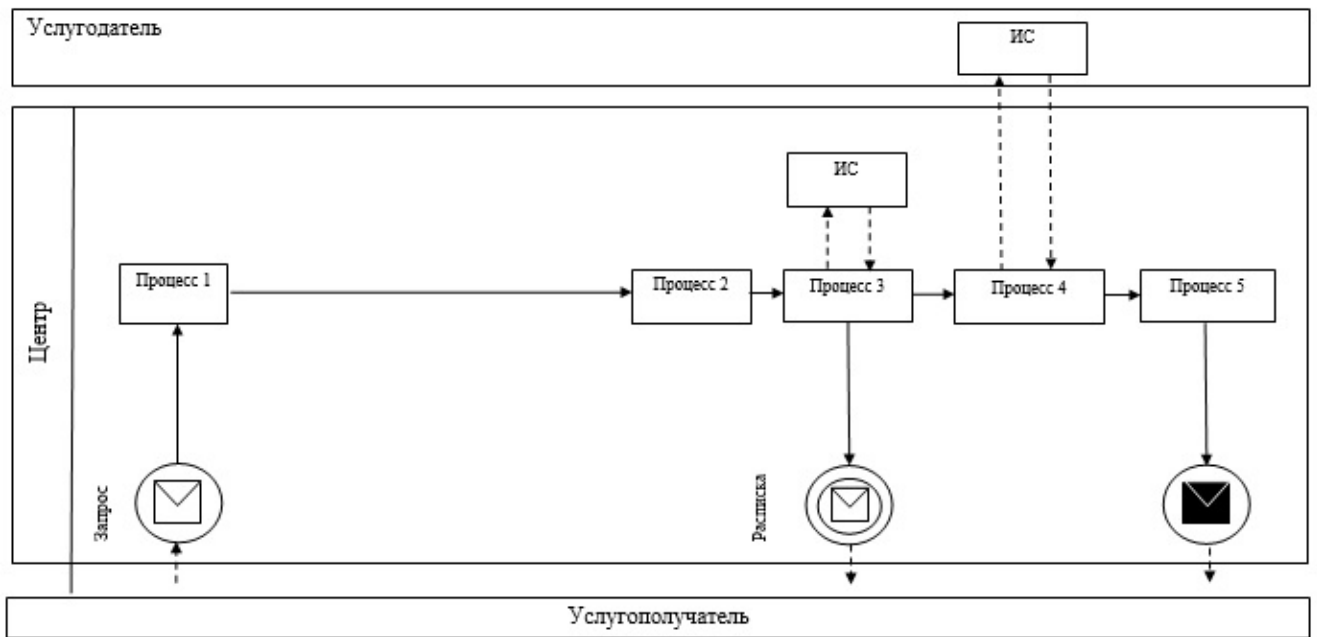 Услугодатель
ИС
ИС
Процесс 1
Процесс 2
Процесс 3
Процесс 4
Процесс 5
Центр
Запрос
Расписка
Услугополучатель